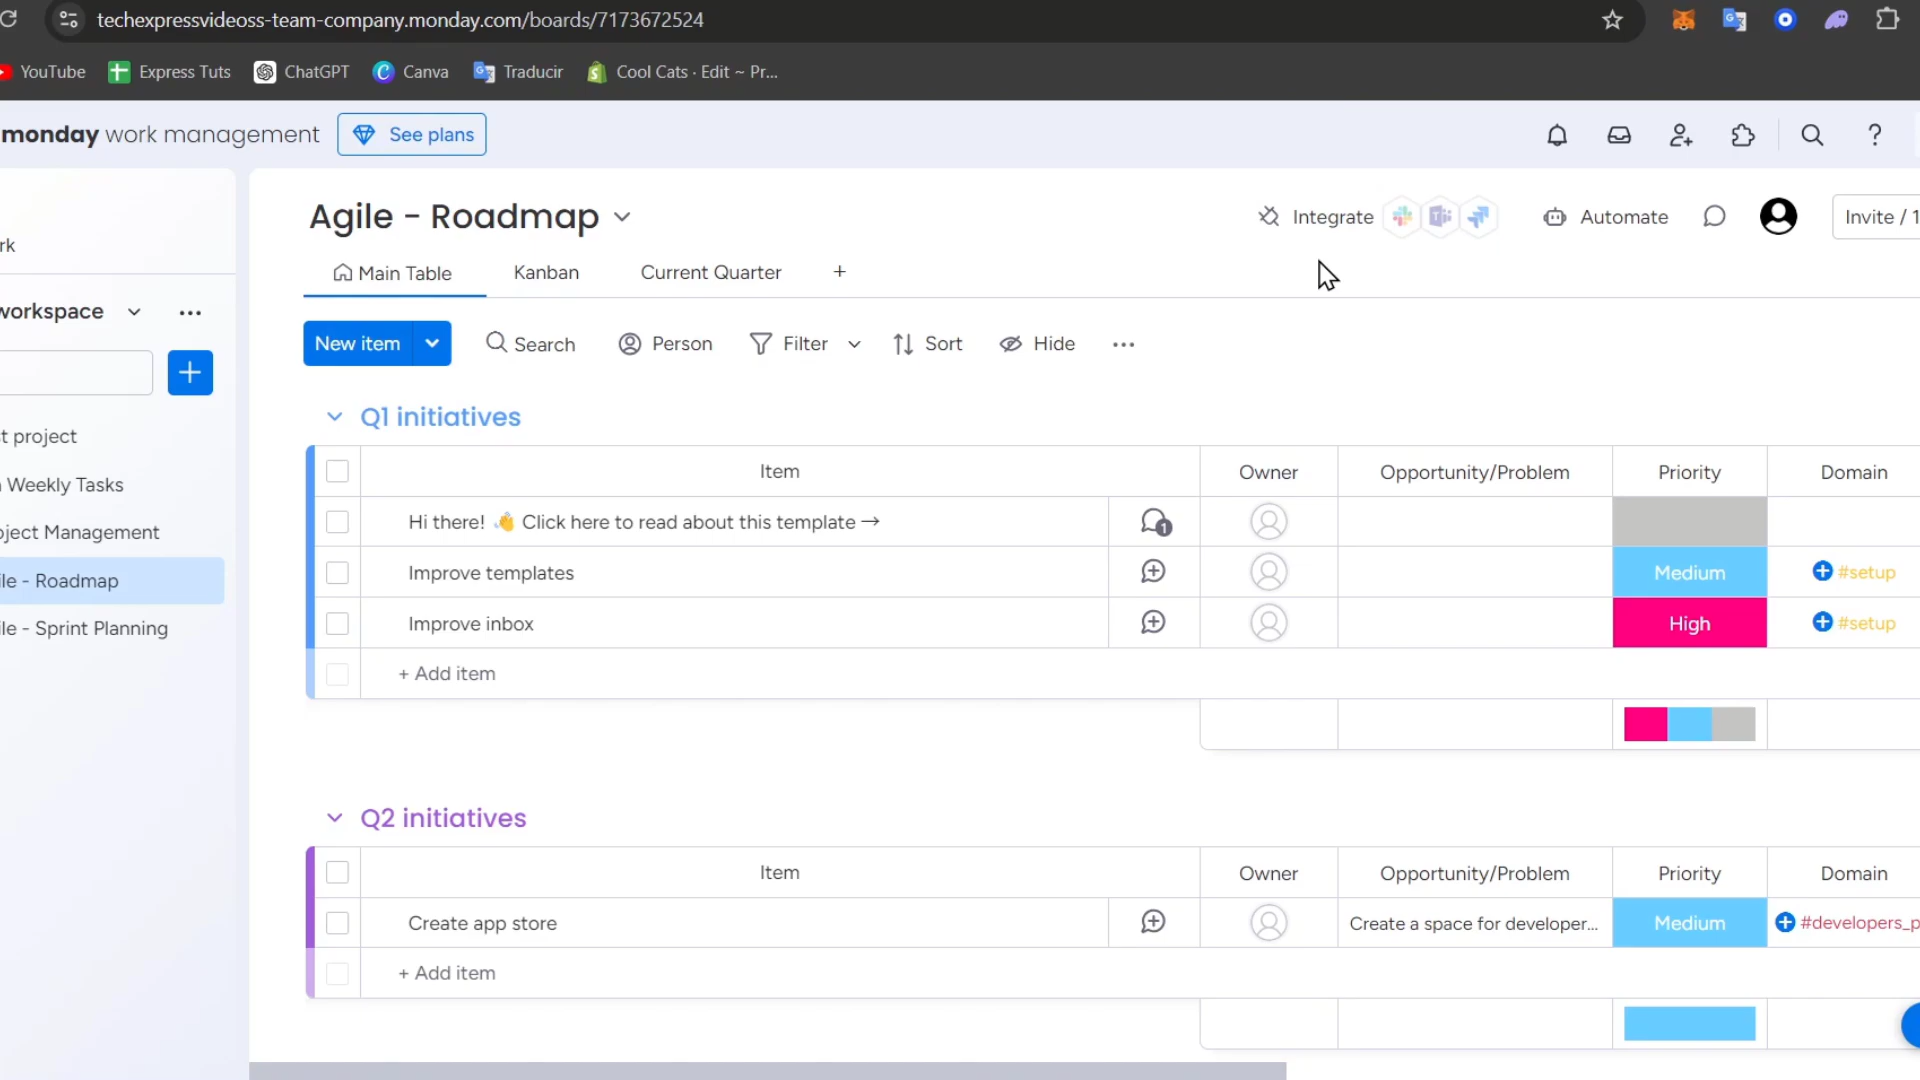 techexpressvideoss-team-company.monday.com/boards/7173672524
YouTube Express Tuts ChatGPT Canva Traducir Cool Cats · Edit ~ Pr...
monday work management See plans
Agile - Roadmap Integrate Automate Invite / 1
rk
Main Table Kanban Current Quarter +
workspace
New item Search Person Filter Sort Hide
Q1 initiatives
t project
Item Owner Opportunity/Problem Priority Domain
Weekly Tasks
Hi there! 👋 Click here to read about this template → 1
ject Management
Improve templates Medium #setup
le - Roadmap
Improve inbox High #setup
le - Sprint Planning
+ Add item
Q2 initiatives
Item Owner Opportunity/Problem Priority Domain
Create app store Create a space for developer... Medium #developers_p
+ Add item